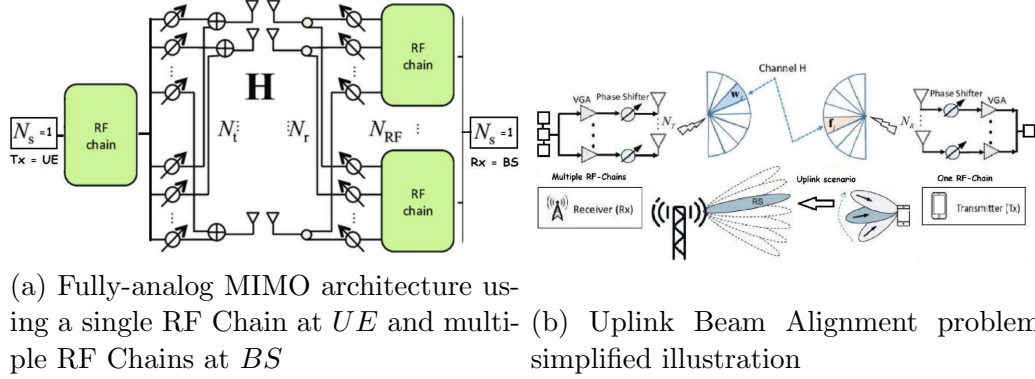 RF
chain
N_s =1
Tx = UE
RF
chain
H
N_t
N_r
N_RF
RF
chain
RF
chain
N_s =1
Rx = BS
(a) Fully-analog MIMO architecture us-
ing a single RF Chain at UE and multi-
ple RF Chains at BS
Channel H
VGA
Phase Shifter
N_T
w
f
N_R
Phase Shifter
VGA
Multiple RF-Chains
Uplink scenario
One RF-Chain
Receiver (Rx)
RS
Transmitter (Tx)
(b) Uplink Beam Alignment problem
simplified illustration